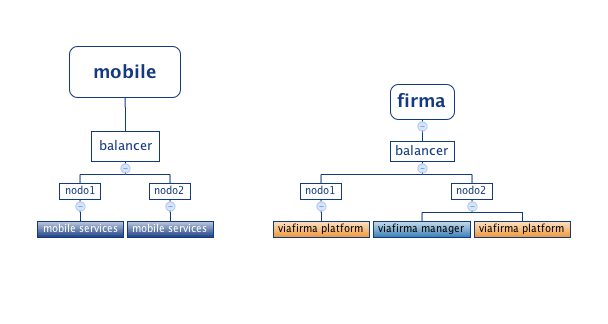 mobile
firma
balancer
balancer
nodo1
nodo2
nodo1
nodo2
mobile services
mobile services
viafirma platform
viafirma manager
viafirma platform